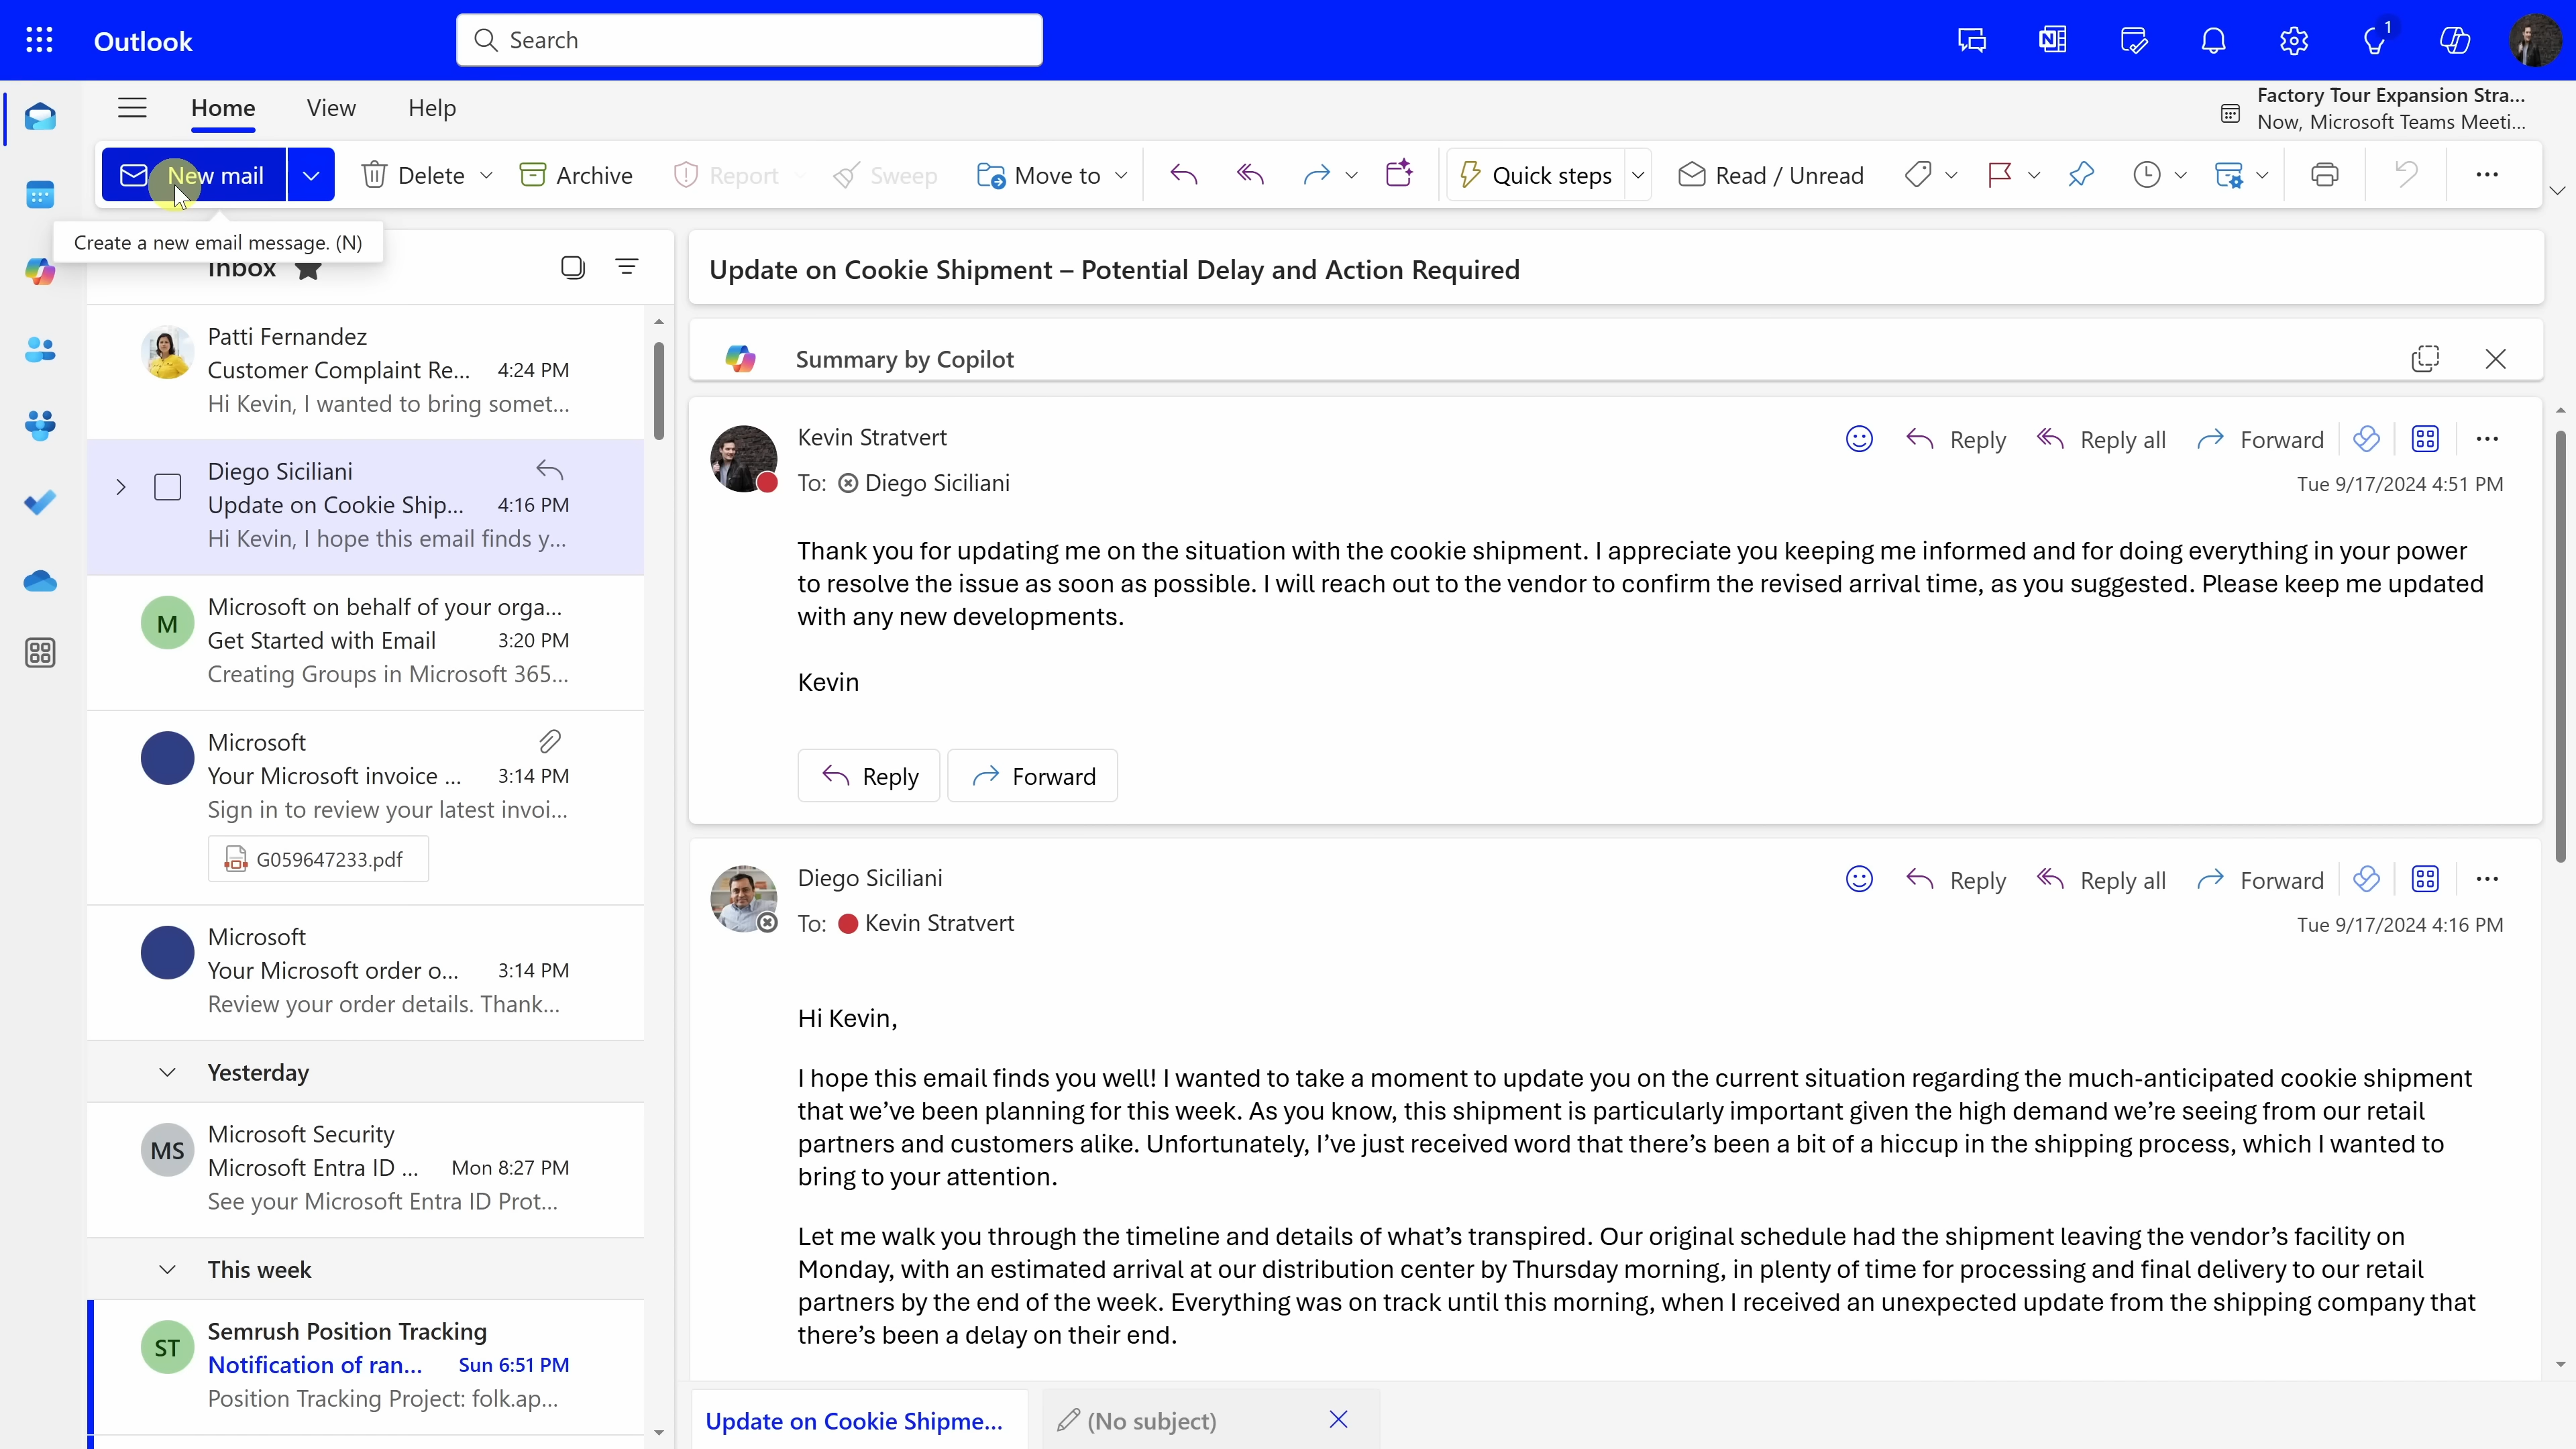 Outlook
Search
1
Home
View
Help
Factory Tour Expansion Stra...
Now, Microsoft Teams Meeti...
New mail
Delete
Archive
Report
Sweep
Move to
Quick steps
Read / Unread
Create a new email message. (N)
Inbox
Patti Fernandez
Customer Complaint Re... 4:24 PM
Hi Kevin, I wanted to bring somet...
Diego Siciliani
Update on Cookie Ship... 4:16 PM
Hi Kevin, I hope this email finds y...
M
Microsoft on behalf of your orga...
Get Started with Email 3:20 PM
Creating Groups in Microsoft 365...
Microsoft
Your Microsoft invoice ... 3:14 PM
Sign in to review your latest invoi...
G059647233.pdf
Microsoft
Your Microsoft order o... 3:14 PM
Review your order details. Thank...
Yesterday
MS
Microsoft Security
Microsoft Entra ID ... Mon 8:27 PM
See your Microsoft Entra ID Prot...
This week
ST
Semrush Position Tracking
Notification of ran... Sun 6:51 PM
Position Tracking Project: folk.ap...
Update on Cookie Shipment – Potential Delay and Action Required
Summary by Copilot
Kevin Stratvert
Reply Reply all Forward
To: Diego Siciliani
Tue 9/17/2024 4:51 PM
Thank you for updating me on the situation with the cookie shipment. I appreciate you keeping me informed and for doing everything in your power
to resolve the issue as soon as possible. I will reach out to the vendor to confirm the revised arrival time, as you suggested. Please keep me updated
with any new developments.
Kevin
Reply Forward
Diego Siciliani
Reply Reply all Forward
To: Kevin Stratvert
Tue 9/17/2024 4:16 PM
Hi Kevin,
I hope this email finds you well! I wanted to take a moment to update you on the current situation regarding the much-anticipated cookie shipment
that we’ve been planning for this week. As you know, this shipment is particularly important given the high demand we’re seeing from our retail
partners and customers alike. Unfortunately, I’ve just received word that there’s been a bit of a hiccup in the shipping process, which I wanted to
bring to your attention.
Let me walk you through the timeline and details of what’s transpired. Our original schedule had the shipment leaving the vendor’s facility on
Monday, with an estimated arrival at our distribution center by Thursday morning, in plenty of time for processing and final delivery to our retail
partners by the end of the week. Everything was on track until this morning, when I received an unexpected update from the shipping company that
there’s been a delay on their end.
Update on Cookie Shipme...
(No subject)